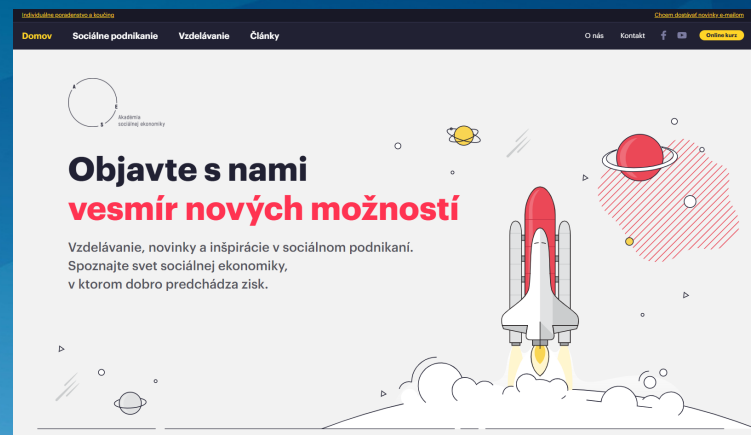 Individuálne poradenstvo a koučing
Chcem dostávať novinky e-mailom
Domov
Sociálne podnikanie
Vzdelávanie
Články
O nás
Kontakt
Online kurz
A
E
S
Akadémia
sociálnej ekonomiky
Objavte s nami
vesmír nových možností
Vzdelávanie, novinky a inšpirácie v sociálnom podnikaní.
Spoznajte svet sociálnej ekonomiky,
v ktorom dobro predchádza zisk.